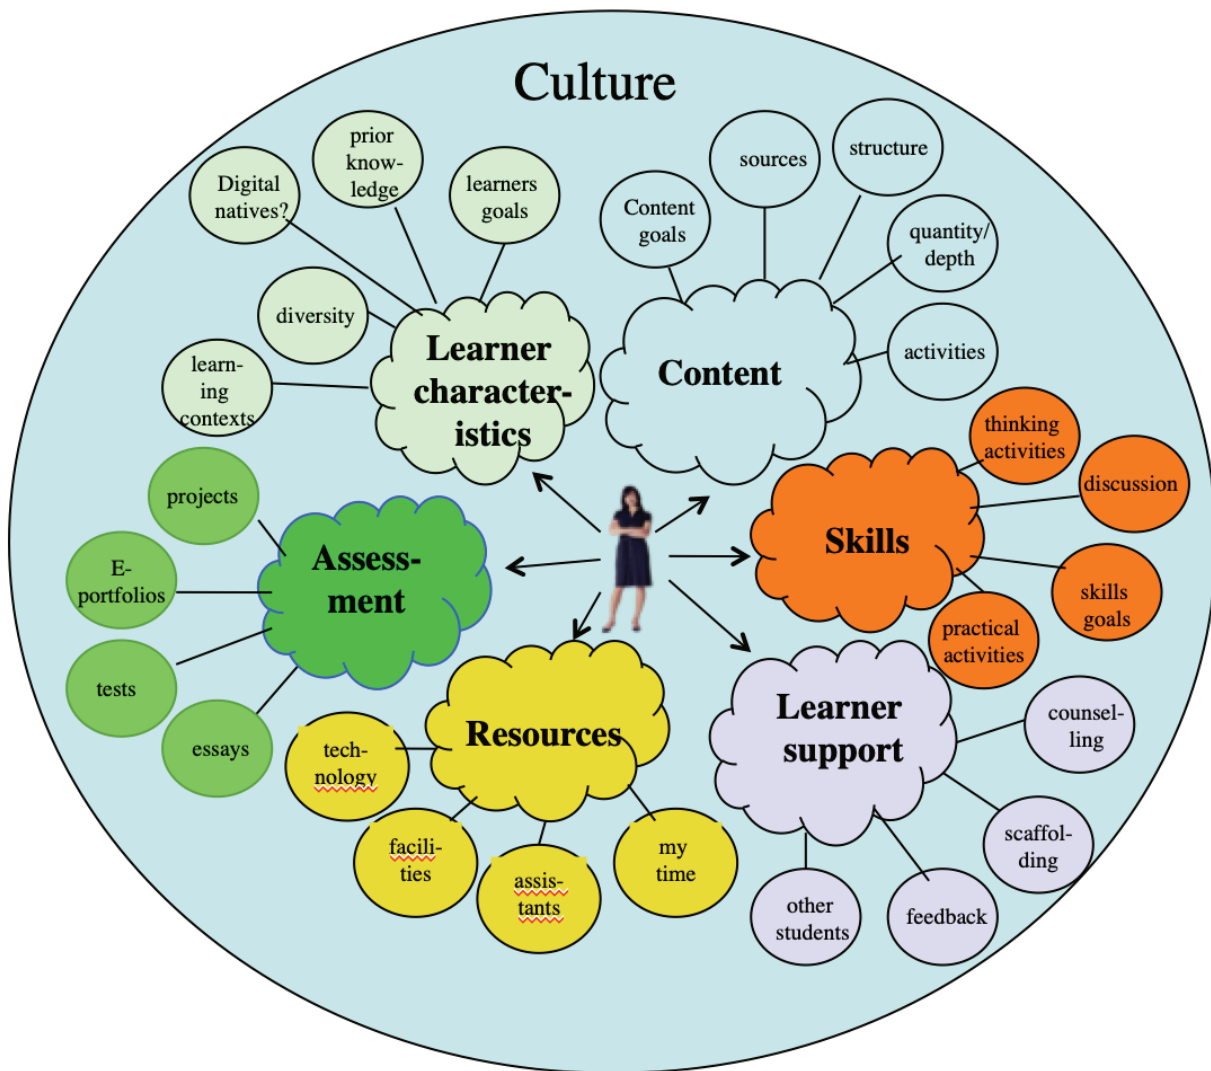 Culture
Digital
natives?
prior
know-
ledge
learners
goals
diversity
learn-
ing
contexts
Learner
character-
istics
Content
goals
sources
structure
quantity/
depth
activities
Content
thinking
activities
discussion
skills
goals
practical
activities
Skills
projects
E-
portfolios
tests
essays
Assess-
ment
Resources
tech-
nology
facili-
ties
assis-
tants
my
time
Learner
support
counsel-
ling
scaffol-
ding
feedback
other
students